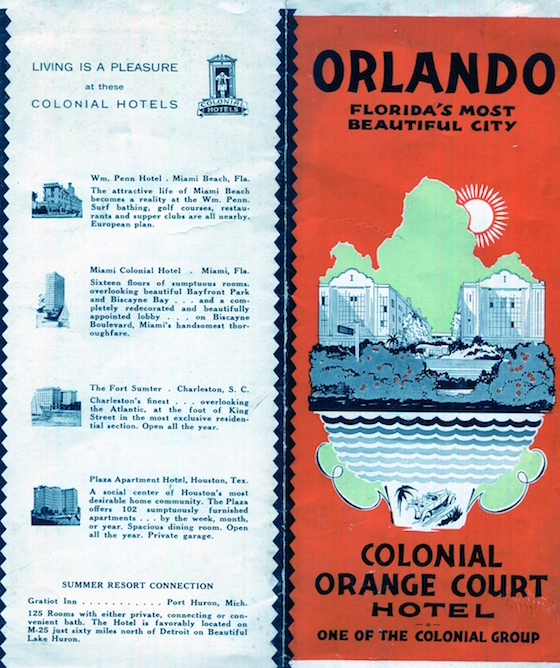 LIVING IS A PLEASURE
at these
COLONIAL HOTELS
COLONIAL
HOTELS
Wm. Penn Hotel . Miami Beach, Fla.
The attractive life of Miami Beach
becomes a reality at the Wm. Penn.
Surf bathing, golf courses, restau-
rants and supper clubs are all nearby.
European plan.
Miami Colonial Hotel . Miami, Fla.
Sixteen floors of sumptuous rooms,
overlooking beautiful Bayfront Park
and Biscayne Bay . . . and a com-
pletely redecorated and beautifully
appointed lobby . . . on Biscayne
Boulevard, Miami's handsomest thor-
oughfare.
The Fort Sumter . Charleston, S. C.
Charleston's finest . . . overlooking
the Atlantic, at the foot of King
Street in the most exclusive residen-
tial section. Open all the year.
Plaza Apartment Hotel, Houston, Tex.
A social center of Houston's most
desirable home community. The Plaza
offers 102 sumptuously furnished
apartments . . . by the week, month,
or year. Spacious dining room. Open
all the year. Private garage.
SUMMER RESORT CONNECTION
Gratiot Inn . . . . . . . . . . . Port Huron, Mich.
125 Rooms with either private, connecting or con-
venient bath. The Hotel is favorably located on
M-25 just sixty miles north of Detroit on Beautiful
Lake Huron.
ORLANDO
FLORIDA'S MOST
BEAUTIFUL CITY
COLONIAL
ORANGE COURT
HOTEL
ONE OF THE COLONIAL GROUP